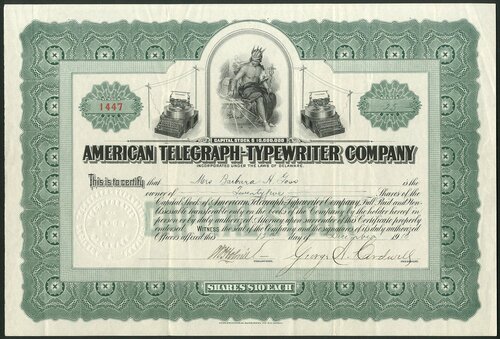 1447
CAPITAL STOCK $10,000,000
AMERICAN TELEGRAPH-TYPEWRITER COMPANY
INCORPORATED UNDER THE LAWS OF DELAWARE.
This is to certify that Mrs Barbara H. Goss is the
owner of Twenty five Shares of the
Capital Stock of American Telegraph-Typewriter Company, Full Paid and Non-
Assessable transferable only on the books of the Company by the holder hereof in
person or by duly authorized Attorney upon surrender of this Certificate properly
endorsed. WITNESS the seal of the Company and the signatures of its duly authorized
Officers affixed this day of
George K. Cardwell
SHARES $10 EACH